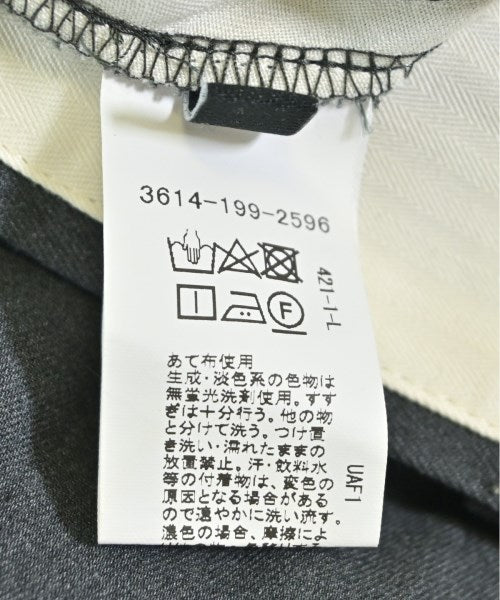 3614-199-2596
421-1-L
F
あて布使用
生成・淡色系の色物は
無蛍光洗剤使用。すす
ぎは十分行う。他の物
と分けて洗う。つけ置
き洗い・濡れたままの
放置禁止。汗・飲料水
等の付着物は、変色の
原因となる場合がある
ので速やかに洗い流す。
濃色の場合、摩擦によ
UAF1